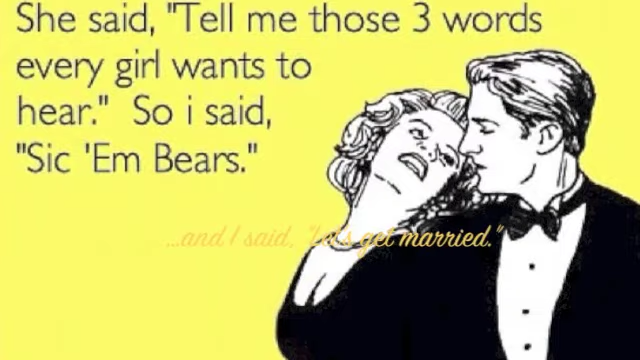 She said, "Tell me those 3 words
every girl wants to
hear." So i said,
"Sic 'Em Bears."
...and I said, "Let's get married."